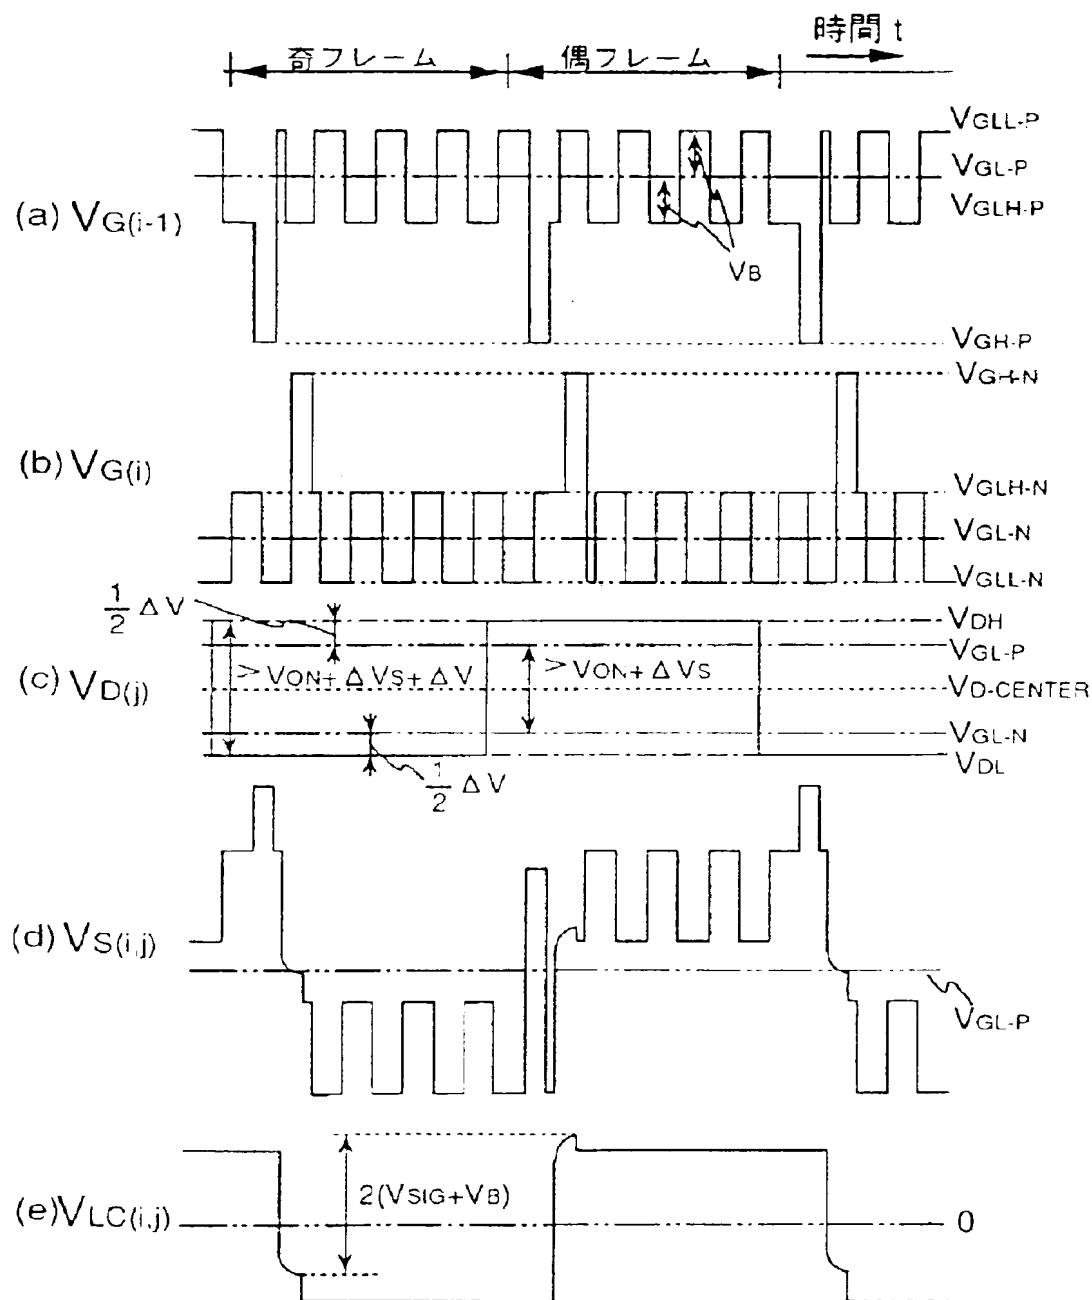 時間 t
奇フレーム
偶フレーム
VGLL-P
VGL-P
(a) VG(i-1)
VGLH-P
VB
VGH-P
VGH-N
(b) VG(i)
VGLH-N
VGL-N
VGLL-N
1/2 ΔV
VDH
VGL-P
(c) VD(j)
>VON+ΔVS+ΔV
>VON+ΔVS
VD-CENTER
VGL-N
VDL
1/2 ΔV
(d) VS(i,j)
VGL-P
2(VSIG+VB)
(e) VLC(i,j)
0